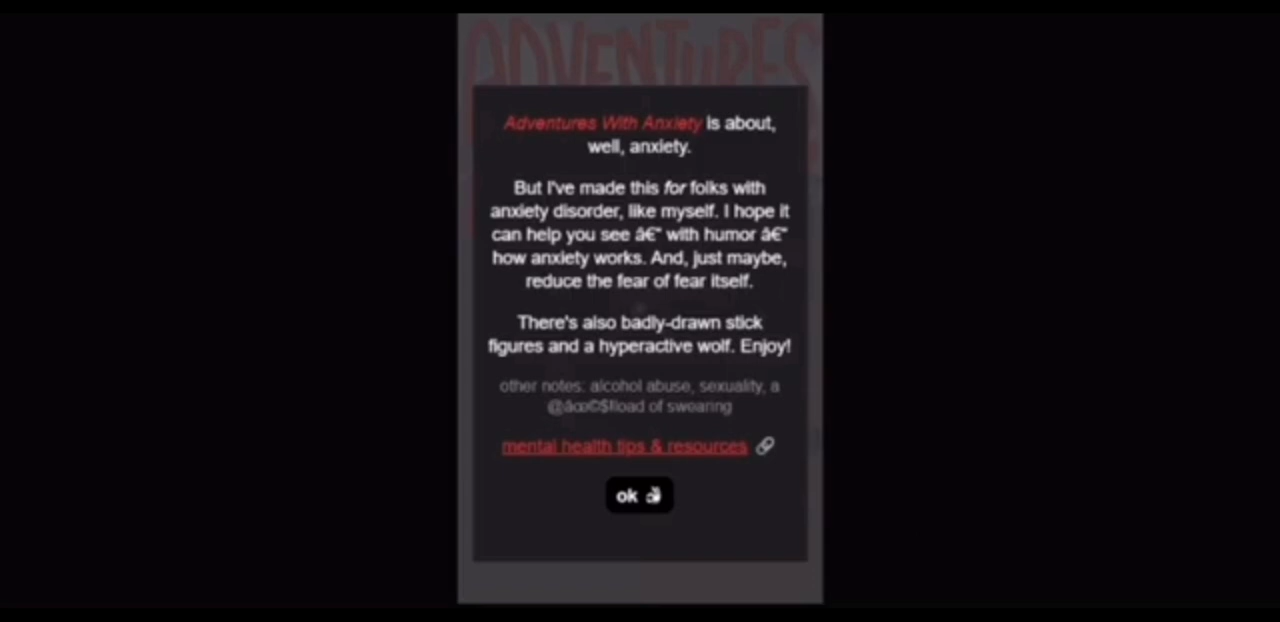 ADVENTURES
Adventures With Anxiety is about,
well, anxiety.
But I've made this for folks with
anxiety disorder, like myself. I hope it
can help you see â€” with humor â€”
how anxiety works. And, just maybe,
reduce the fear of fear itself.
There's also badly-drawn stick
figures and a hyperactive wolf. Enjoy!
other notes: alcohol abuse, sexuality, a
@âœ©$!load of swearing
mental health tips & resources
ok